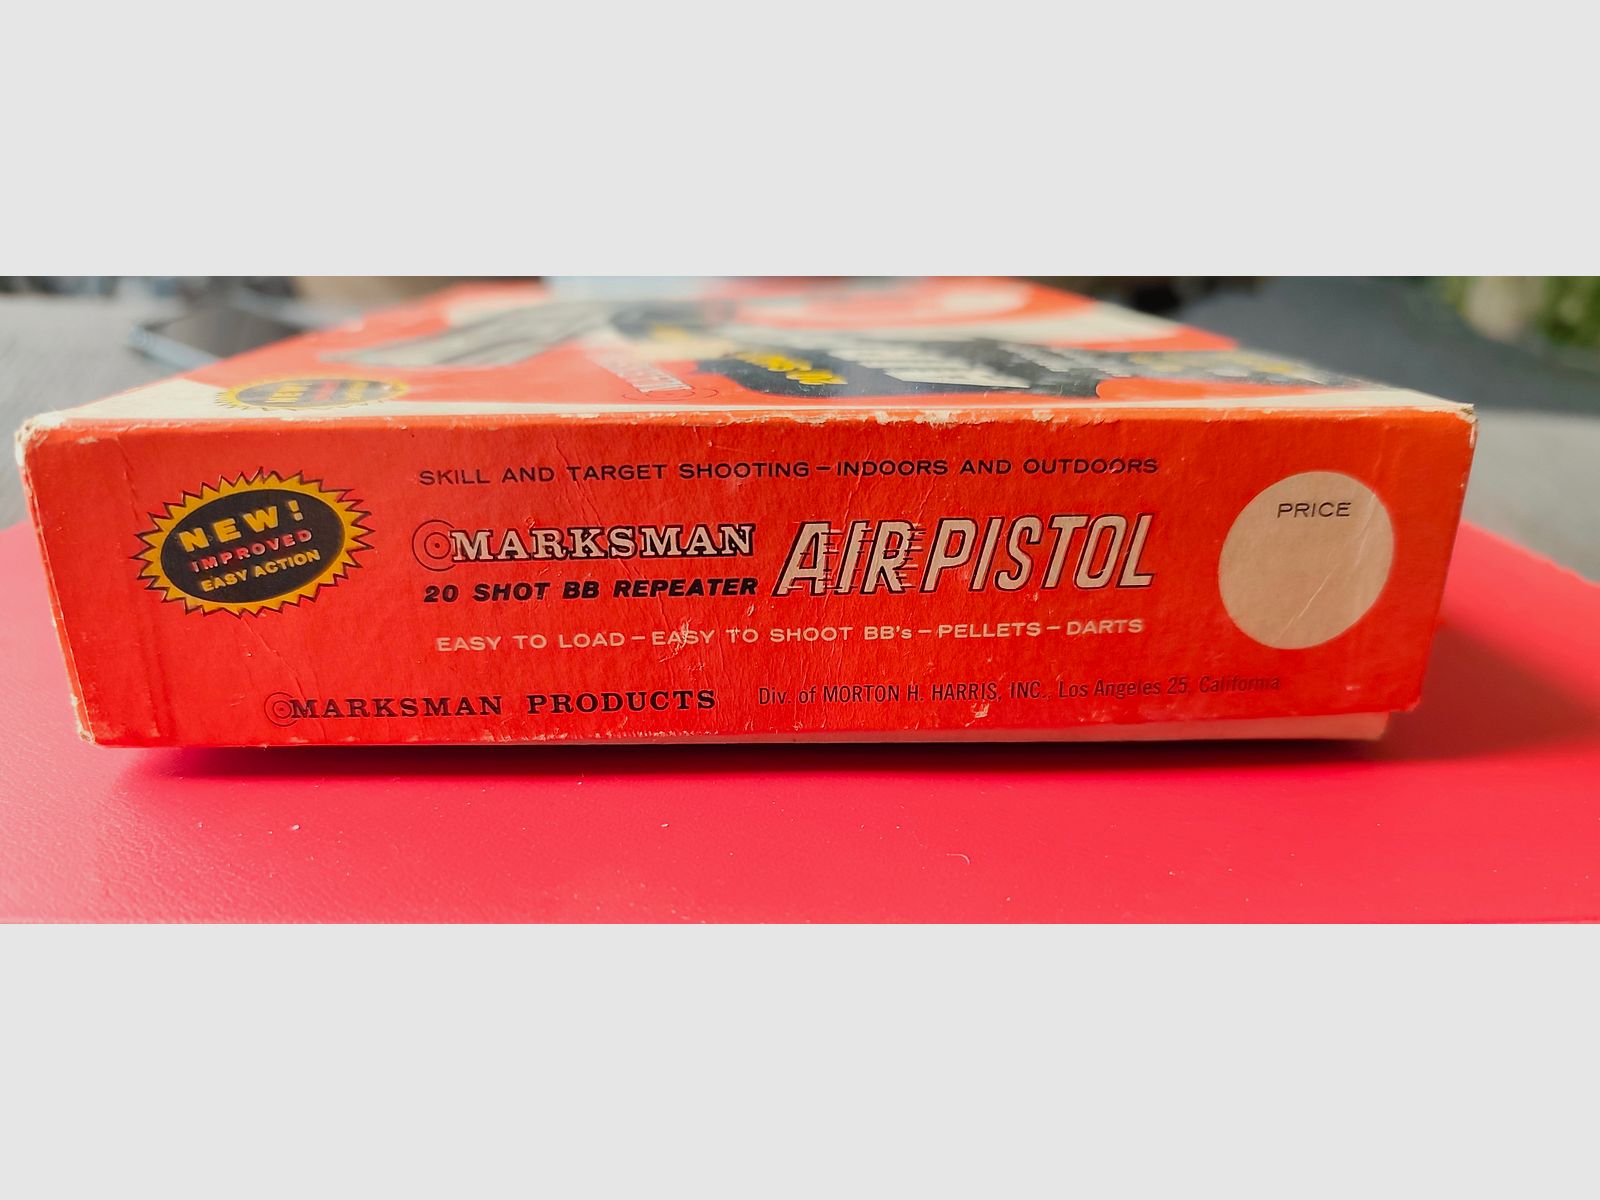 NEW!
IMPROVED
EASY ACTION
SKILL AND TARGET SHOOTING – INDOORS AND OUTDOORS
MARKSMAN AIR PISTOL
20 SHOT BB REPEATER
EASY TO LOAD – EASY TO SHOOT BB's – PELLETS – DARTS
MARKSMAN PRODUCTS Div. of MORTON H. HARRIS, INC., Los Angeles 25, California
PRICE